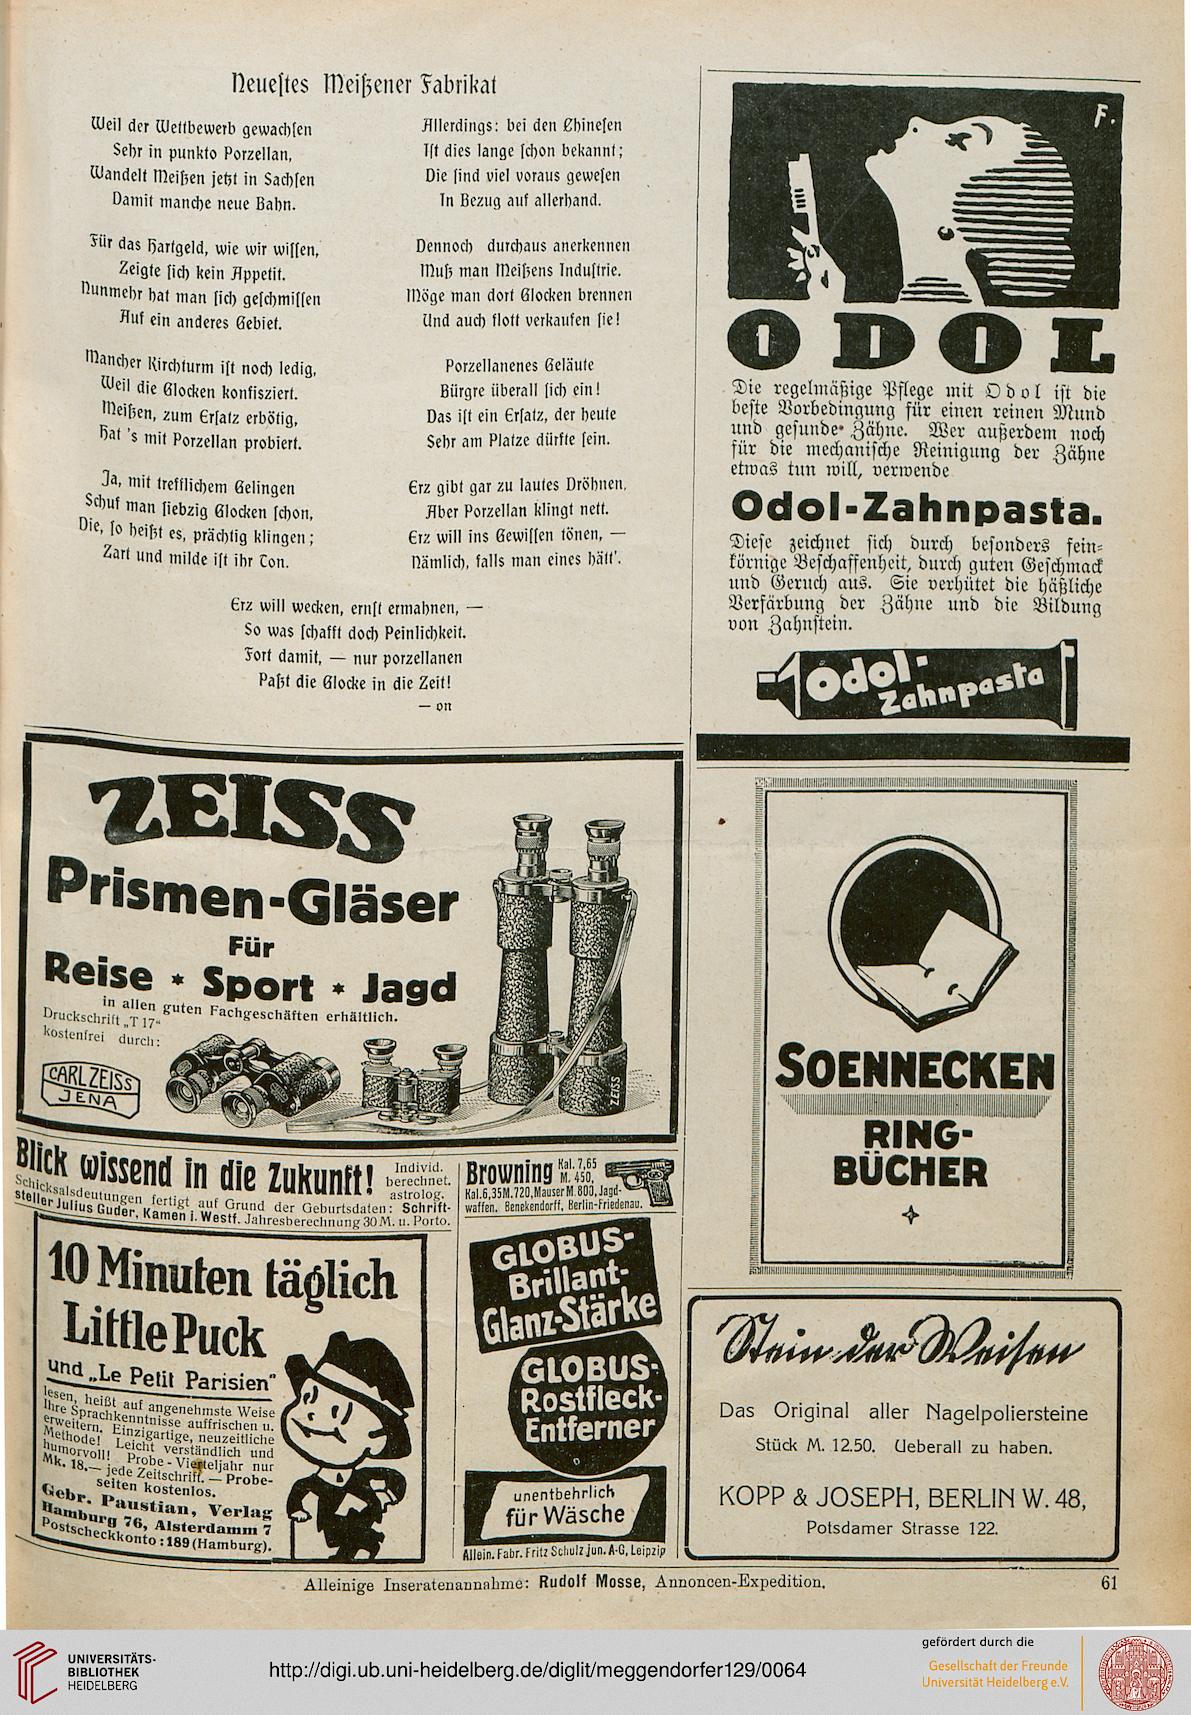 Neuestes Meißener Fabrikat
Weil der Wettbewerb gewachsen
Sehr in punkto Porzellan,
Wandelt Meißen jetzt in Sachsen
Damit manche neue Bahn.
Für das Hartgeld, wie wir wissen,
Zeigte sich kein Appetit.
Nunmehr hat man sich geschmissen
Auf ein anderes Gebiet.
Mancher Kirchturm ist noch ledig,
Weil die Glocken konfisziert.
Meißen, zum Ersatz erbötig,
Hat 's mit Porzellan probiert.
Ja, mit trefflichem Gelingen
Schuf man siebzig Glocken schon,
Die, so heißt es, prächtig klingen;
Zart und milde ist ihr Ton.
Allerdings: bei den Chinesen
Ist dies lange schon bekannt;
Die sind viel voraus gewesen
In Bezug auf allerhand.
Dennoch durchaus anerkennen
Muß man Meißens Industrie.
Möge man dort Glocken brennen
Und auch flott verkaufen sie!
Porzellanenes Geläute
Bürgre überall sich ein!
Das ist ein Ersatz, der heute
Sehr am Platze dürfte sein.
Erz gibt gar zu lautes Dröhnen,
Aber Porzellan klingt nett.
Erz will ins Gewissen tönen, —
Nämlich, falls man eines hätt'.
Erz will wecken, ernst ermahnen, —
So was schafft doch Peinlichkeit.
Fort damit, — nur porzellanen
Paßt die Glocke in die Zeit!
— on
F.
ODOL
Die regelmäßige Pflege mit Odol ist die
beste Vorbedingung für einen reinen Mund
und gesunde Zähne. Wer außerdem noch
für die mechanische Reinigung der Zähne
etwas tun will, verwende
Odol-Zahnpasta.
Diese zeichnet sich durch besonders fein-
körnige Beschaffenheit, durch guten Geschmack
und Geruch aus. Sie verhütet die häßliche
Verfärbung der Zähne und die Bildung
von Zahnstein.
Odol-
Zahnpasta
ZEISS
Prismen-Gläser
Für
Reise * Sport * Jagd
in allen guten Fachgeschäften erhältlich.
Druckschrift „T 17“
kostenfrei durch:
CARL ZEISS
JENA
ZEISS
SOENNECKEN
RING-
BÜCHER
Blick wissend in die Zukunft!
Individ.
berechnet.
astrolog.
Schicksalsdeutungen fertigt auf Grund der Geburtsdaten: Schrift-
steller Julius Guder, Kamen i. Westf. Jahresberechnung 30 M. u. Porto.
Browning Kal. 7,65
M. 450,
Kal. 6,35 M. 720, Mauser M. 800, Jagd-
waffen. Benekendorff, Berlin-Friedenau.
10 Minuten täglich
Little Puck
und „Le Petit Parisien“
lesen, heißt auf angenehmste Weise
Ihre Sprachkenntnisse auffrischen u.
erweitern. Einzigartige, neuzeitliche
Methode! Leicht verständlich und
humorvoll! Probe-Vierteljahr nur
Mk. 18.— jede Zeitschrift. — Probe-
seiten kostenlos.
Gebr. Paustian, Verlag
Hamburg 76, Alsterdamm 7
Postscheckkonto: 189 (Hamburg).
GLOBUS-
Brillant-
Glanz-Stärke
GLOBUS-
Rostfleck-
Entferner
unentbehrlich
für Wäsche
Allein. Fabr. Fritz Schulz jun. A-G, Leipzig
Stein der Weisen
Das Original aller Nagelpoliersteine
Stück M. 12.50. Ueberall zu haben.
KOPP & JOSEPH, BERLIN W. 48,
Potsdamer Strasse 122.
Alleinige Inseratenannahme: Rudolf Mosse, Annoncen-Expedition.
61
UNIVERSITÄTS-
BIBLIOTHEK
HEIDELBERG
http://digi.ub.uni-heidelberg.de/diglit/meggendorfer129/0064
gefördert durch die
Gesellschaft der Freunde
Universität Heidelberg e.V.